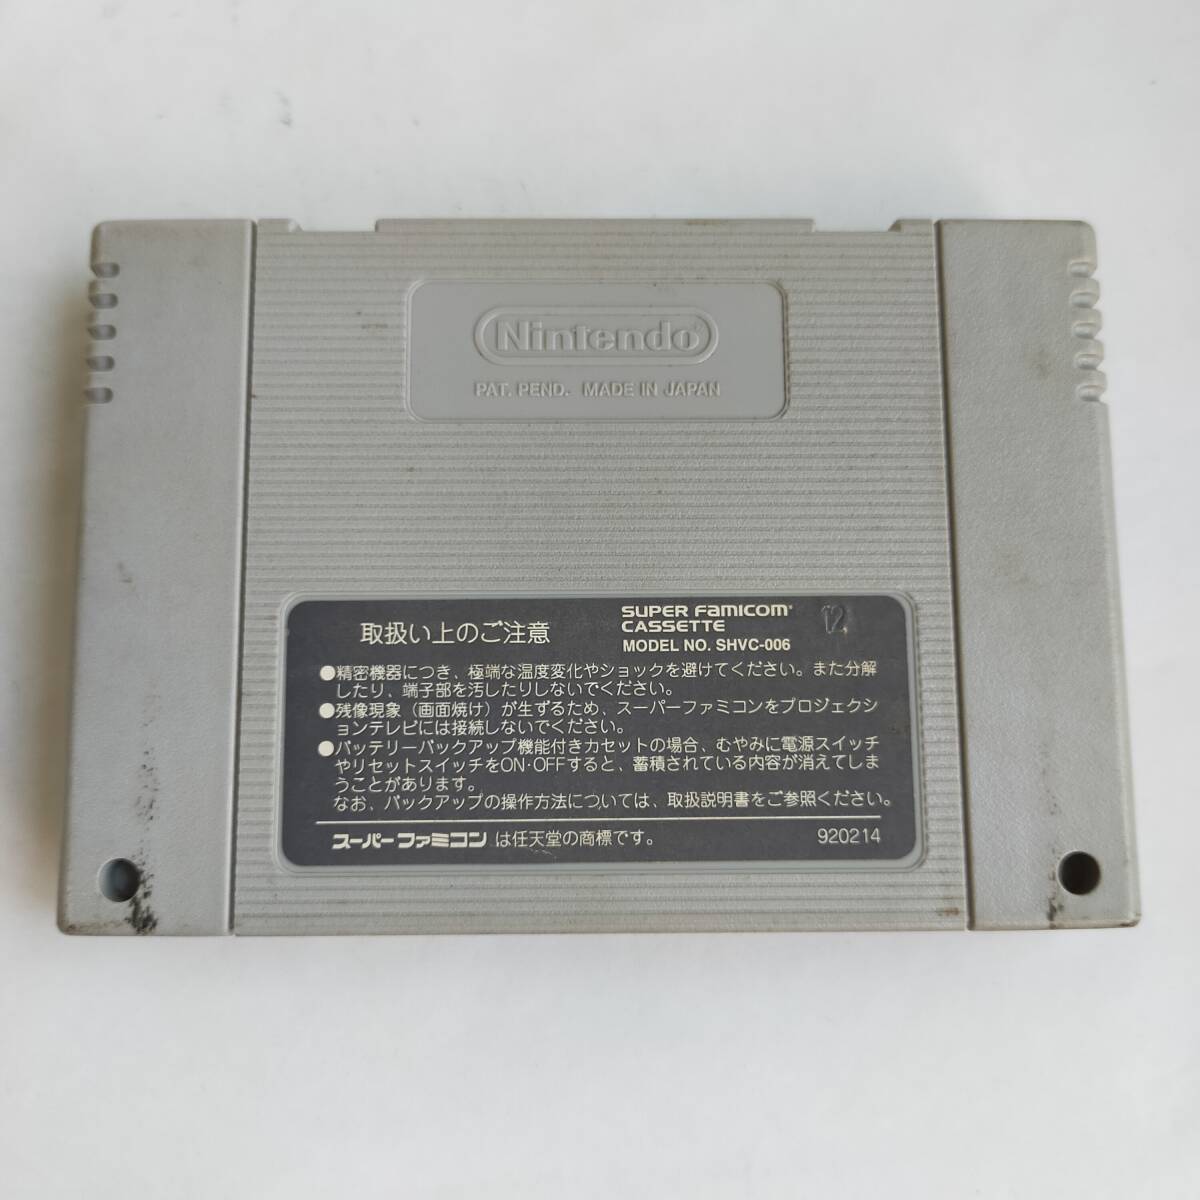 Nintendo
PAT. PEND. MADE IN JAPAN
取扱い上のご注意
SUPER FAMICOM
CASSETTE
MODEL NO. SHVC-006
12
●精密機器につき、極端な温度変化やショックを避けてください。また分解
したり、端子部を汚したりしないでください。
●残像現象（画面焼け）が生ずるため、スーパーファミコンをプロジェクシ
ョンテレビには接続しないでください。
●バッテリーバックアップ機能付きカセットの場合、むやみに電源スイッチ
やリセットスイッチをON·OFFすると、蓄積されている内容が消えてしま
うことがあります。
なお、バックアップの操作方法については、取扱説明書をご参照ください。
スーパーファミコン は任天堂の商標です。
920214